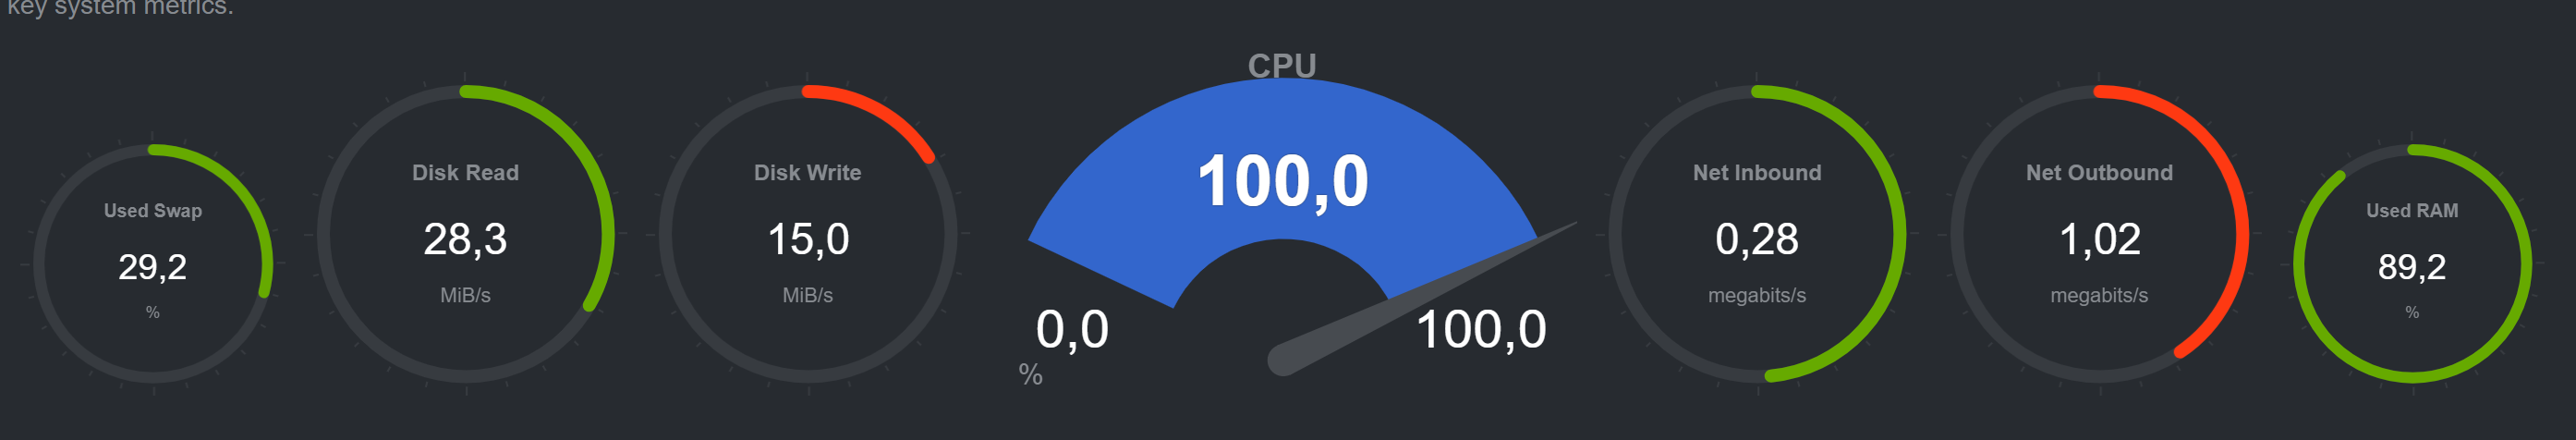 key system metrics.
Used Swap
29,2
%
Disk Read
28,3
MiB/s
Disk Write
15,0
MiB/s
CPU
100,0
0,0
100,0
%
Net Inbound
0,28
megabits/s
Net Outbound
1,02
megabits/s
Used RAM
89,2
%